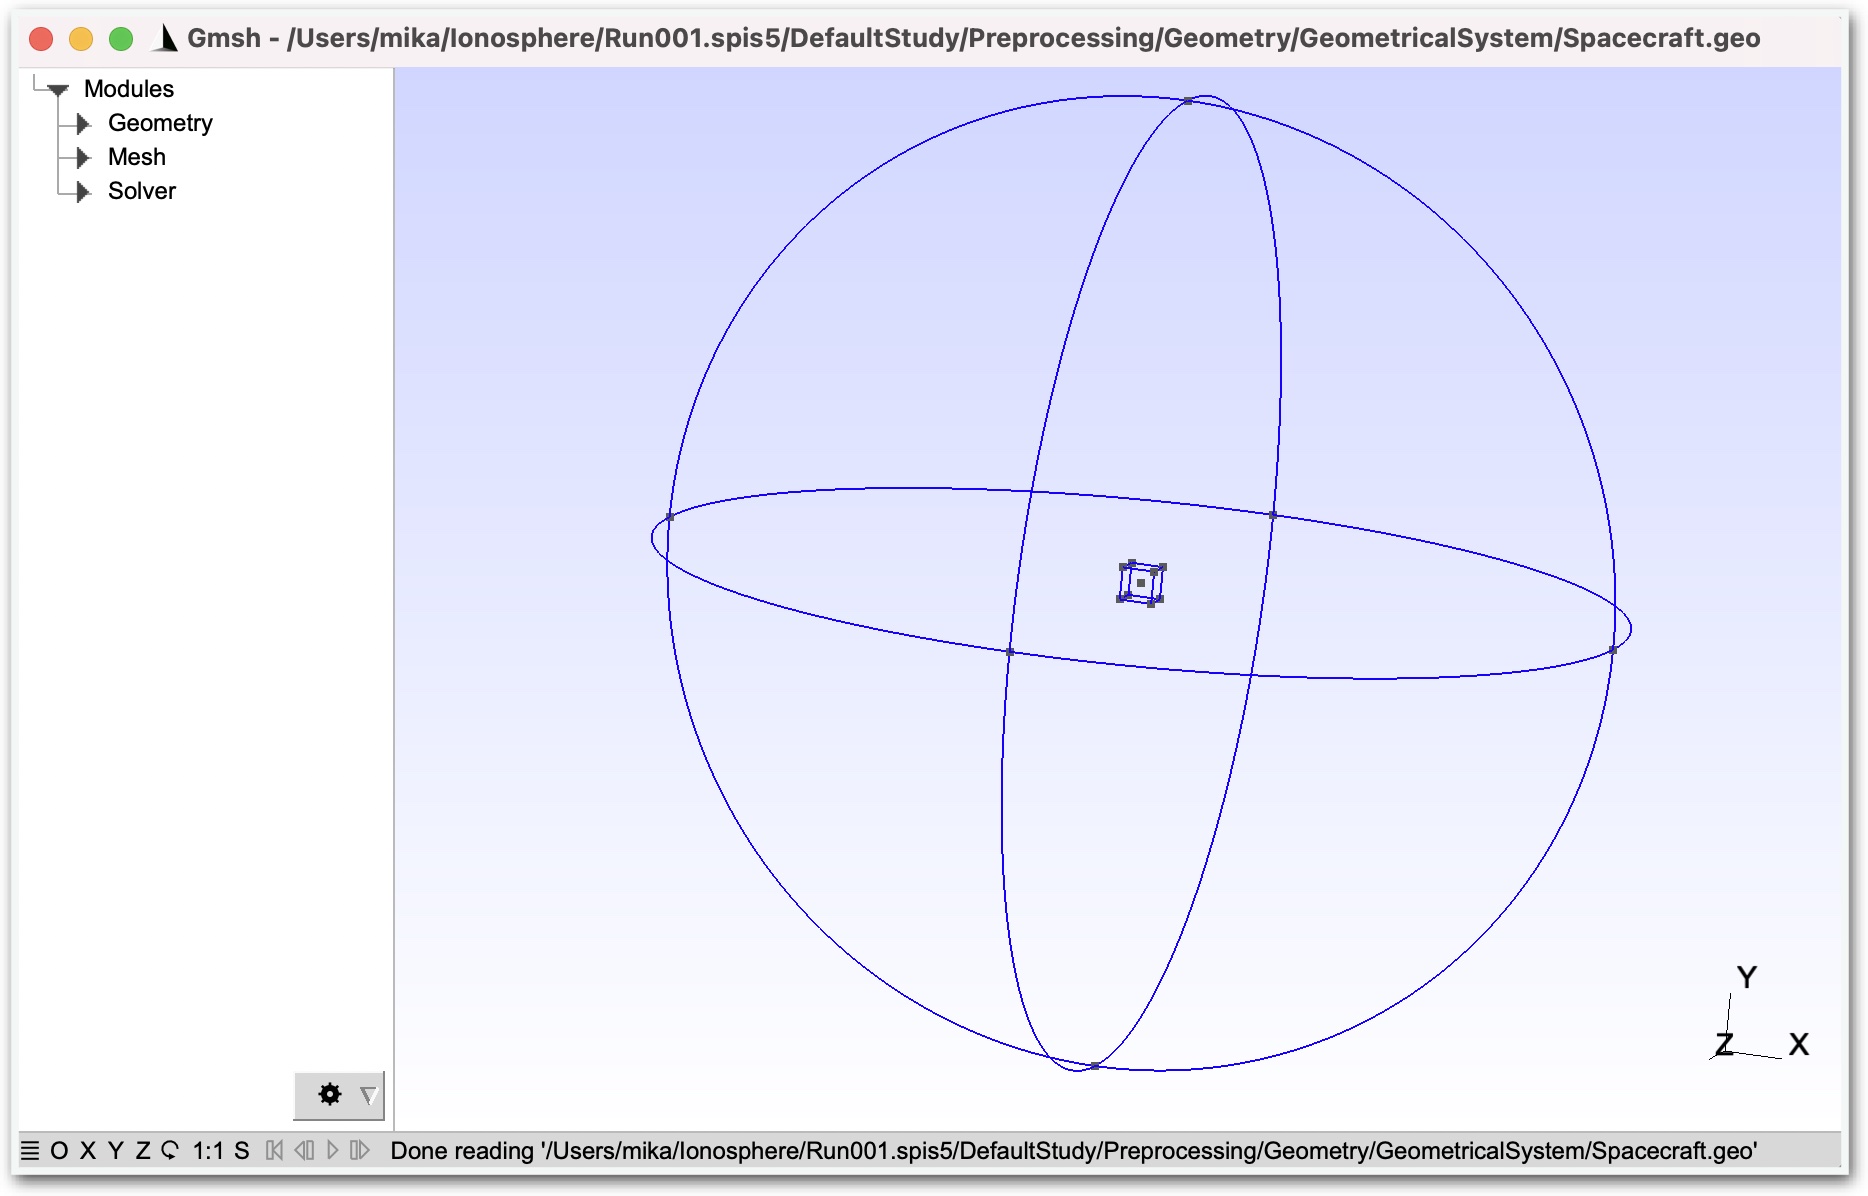 Gmsh - /Users/mika/Ionosphere/Run001.spis5/DefaultStudy/Preprocessing/Geometry/GeometricalSystem/Spacecraft.geo
Modules
Geometry
Mesh
Solver
Y
Z X
O X Y Z 1:1 S Done reading '/Users/mika/Ionosphere/Run001.spis5/DefaultStudy/Preprocessing/Geometry/GeometricalSystem/Spacecraft.geo'